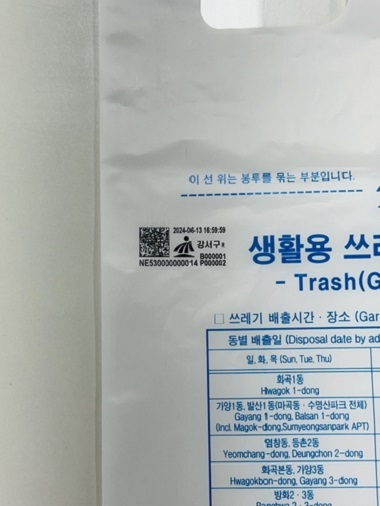 이 선 위는 봉투를 묶는 부분입니다.
2024-06-13 16:59:59
강서구
B000001
NE530000000014 P000002
생활용
- Trash(G
□ 쓰레기 배출시간 · 장소 (Gar
동별 배출일 (Disposal date by ad
일, 화, 목 (Sun, Tue, Thu)
화곡1동
Hwagok 1-dong
가양1동, 발산1동(마곡동 · 수명산파크 전체)
Gayang 1-dong, Balsan 1-dong
(Incl. Magok-dong, Sumyeongsanpark APT)
염창동, 등촌2동
Yeomchang-dong, Deungchon 2-dong
화곡본동, 가양3동
Hwagokbon-dong, Gayang 3-dong
방화2 · 3동